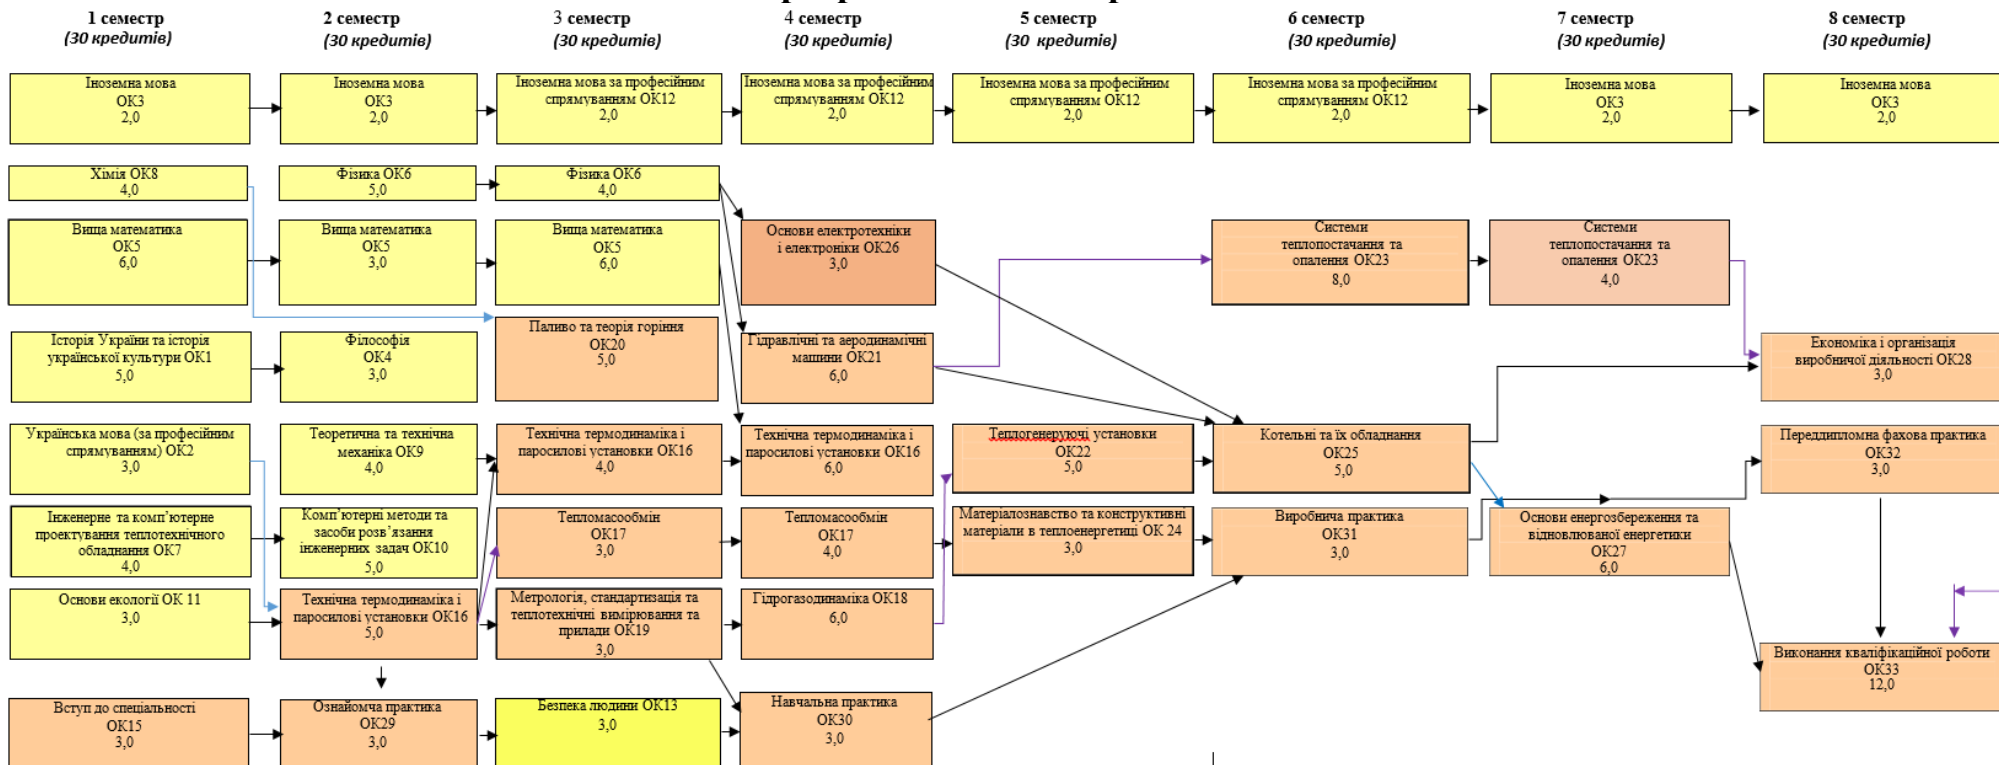 1 семестр
(30 кредитів)
2 семестр
(30 кредитів)
3 семестр
(30 кредитів)
4 семестр
(30 кредитів)
5 семестр
(30 кредитів)
6 семестр
(30 кредитів)
7 семестр
(30 кредитів)
8 семестр
(30 кредитів)
Іноземна мова
ОК3
2,0
Іноземна мова
ОК3
2,0
Іноземна мова за професійним
спрямуванням ОК12
2,0
Іноземна мова за професійним
спрямуванням ОК12
2,0
Іноземна мова за професійним
спрямуванням ОК12
2,0
Іноземна мова за професійним
спрямуванням ОК12
2,0
Іноземна мова
ОК3
2,0
Іноземна мова
ОК3
2,0
Хімія ОК8
4,0
Фізика ОК6
5,0
Фізика ОК6
4,0
Вища математика
ОК5
6,0
Вища математика
ОК5
3,0
Вища математика
ОК5
6,0
Основи електротехніки
і електроніки ОК26
3,0
Системи
теплопостачання та
опалення ОК23
8,0
Системи
теплопостачання та
опалення ОК23
4,0
Історія України та історія
української культури ОК1
5,0
Філософія
ОК4
3,0
Паливо та теорія горіння
ОК20
5,0
Гідравлічні та аеродинамічні
машини ОК21
6,0
Економіка і організація
виробничої діяльності ОК28
3,0
Українська мова (за професійним
спрямуванням) ОК2
3,0
Теоретична та технічна
механіка ОК9
4,0
Технічна термодинаміка і
паросилові установки ОК16
4,0
Технічна термодинаміка і
паросилові установки ОК16
6,0
Теплогенеруючі установки
ОК22
5,0
Котельні та їх обладнання
ОК25
5,0
Переддипломна фахова практика
ОК32
3,0
Інженерне та комп’ютерне
проектування теплотехнічного
обладнання ОК7
4,0
Комп’ютерні методи та
засоби розв’язання
інженерних задач ОК10
5,0
Тепломасообмін
ОК17
3,0
Тепломасообмін
ОК17
4,0
Матеріалознавство та конструктивні
матеріали в теплоенергетиці ОК 24
3,0
Виробнича практика
ОК31
3,0
Основи енергозбереження та
відновлюваної енергетики
ОК27
6,0
Основи екології ОК 11
3,0
Технічна термодинаміка і
паросилові установки ОК16
5,0
Метрологія, стандартизація та
теплотехнічні вимірювання та
прилади ОК19
3,0
Гідрогазодинаміка ОК18
6,0
Виконання кваліфікаційної роботи
ОК33
12,0
Вступ до спеціальності
ОК15
3,0
Ознайомча практика
ОК29
3,0
Безпека людини ОК13
3,0
Навчальна практика
ОК30
3,0